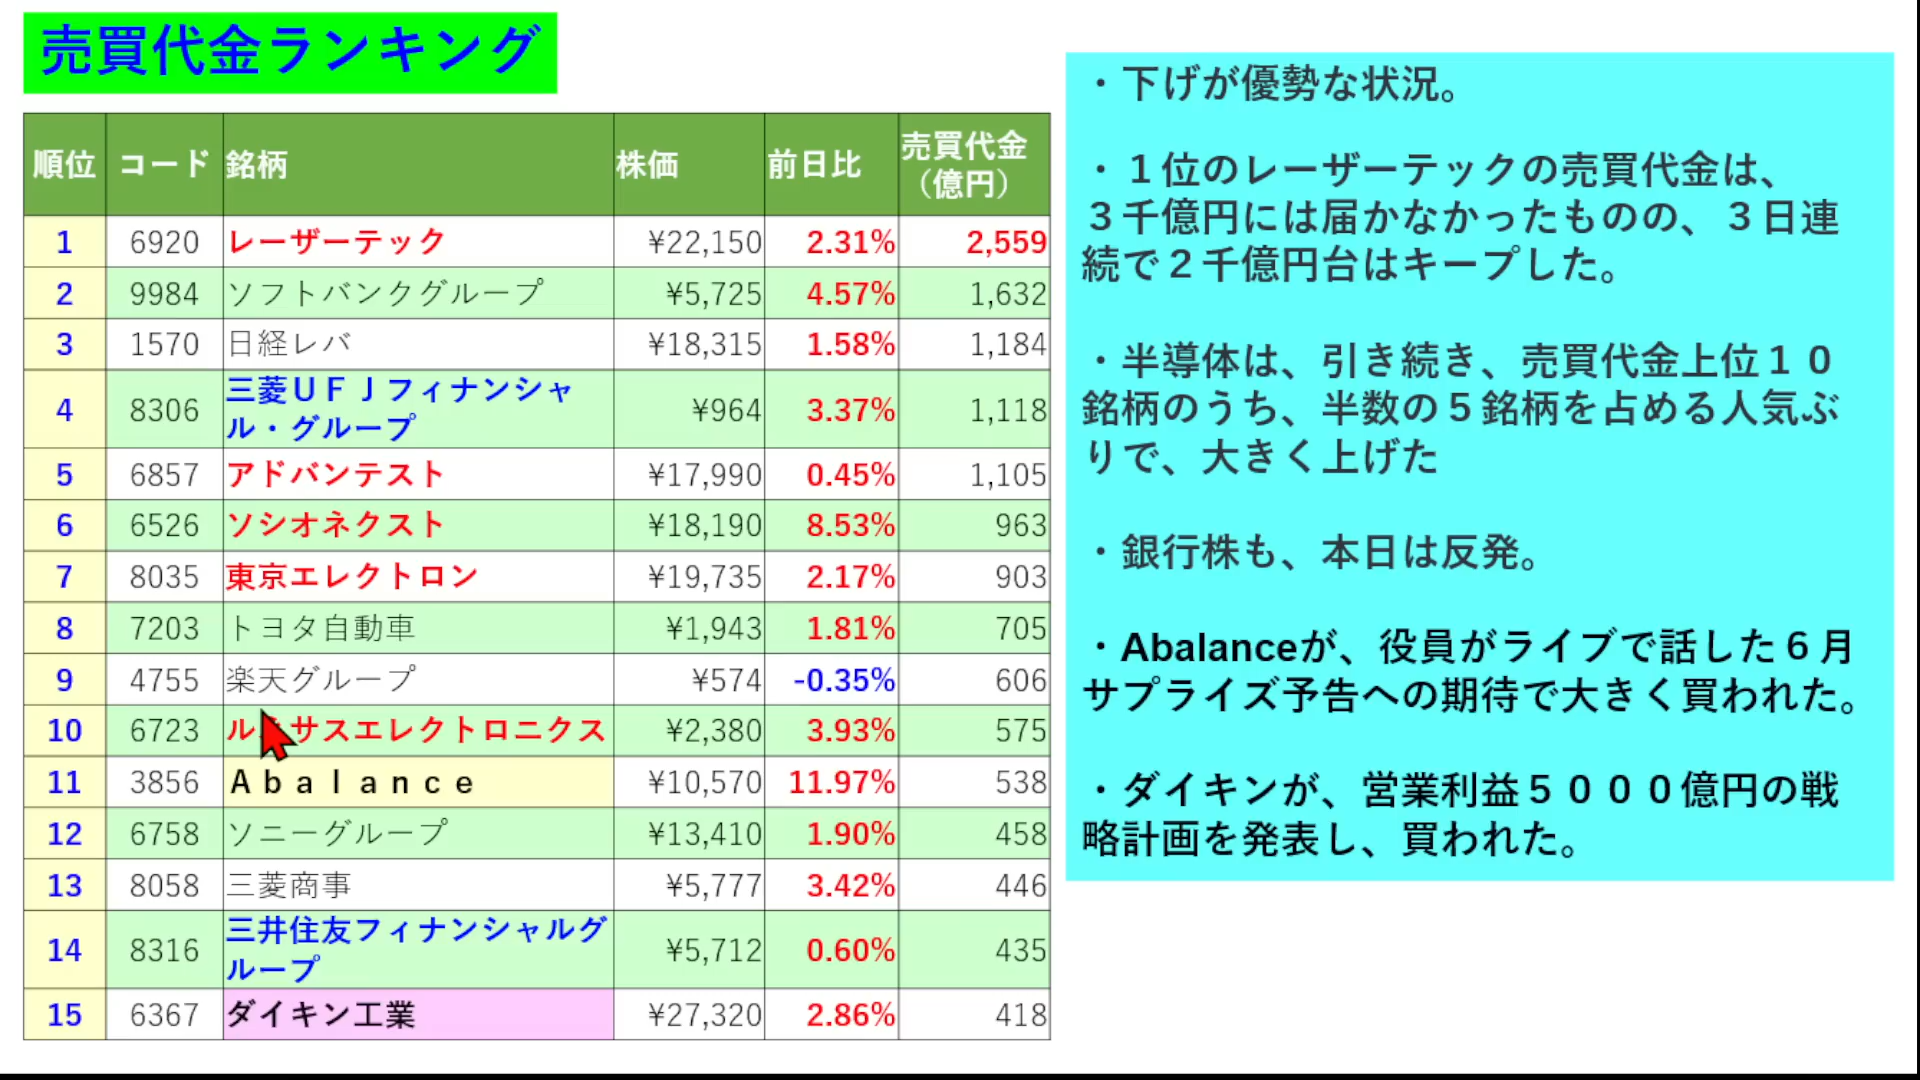 売買代金ランキング
順位 コード 銘柄 株価 前日比 売買代金（億円）
1 6920 レーザーテック ¥22,150 2.31% 2,559
2 9984 ソフトバンクグループ ¥5,725 4.57% 1,632
3 1570 日経レバ ¥18,315 1.58% 1,184
4 8306 三菱ＵＦＪフィナンシャル・グループ ¥964 3.37% 1,118
5 6857 アドバンテスト ¥17,990 0.45% 1,105
6 6526 ソシオネクスト ¥18,190 8.53% 963
7 8035 東京エレクトロン ¥19,735 2.17% 903
8 7203 トヨタ自動車 ¥1,943 1.81% 705
9 4755 楽天グループ ¥574 -0.35% 606
10 6723 ルネサスエレクトロニクス ¥2,380 3.93% 575
11 3856 Ａｂａｌａｎｃｅ ¥10,570 11.97% 538
12 6758 ソニーグループ ¥13,410 1.90% 458
13 8058 三菱商事 ¥5,777 3.42% 446
14 8316 三井住友フィナンシャルグループ ¥5,712 0.60% 435
15 6367 ダイキン工業 ¥27,320 2.86% 418
・下げが優勢な状況。
・１位のレーザーテックの売買代金は、
３千億円には届かなかったものの、３日連
続で２千億円台はキープした。
・半導体は、引き続き、売買代金上位１０
銘柄のうち、半数の５銘柄を占める人気ぶ
りで、大きく上げた
・銀行株も、本日は反発。
・Abalanceが、役員がライブで話した６月
サプライズ予告への期待で大きく買われた。
・ダイキンが、営業利益５０００億円の戦
略計画を発表し、買われた。